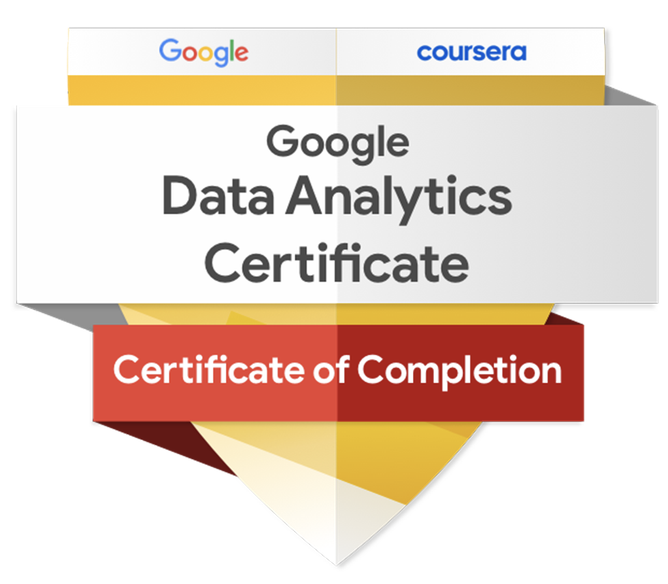 Google coursera
Google
Data Analytics
Certificate
Certificate of Completion